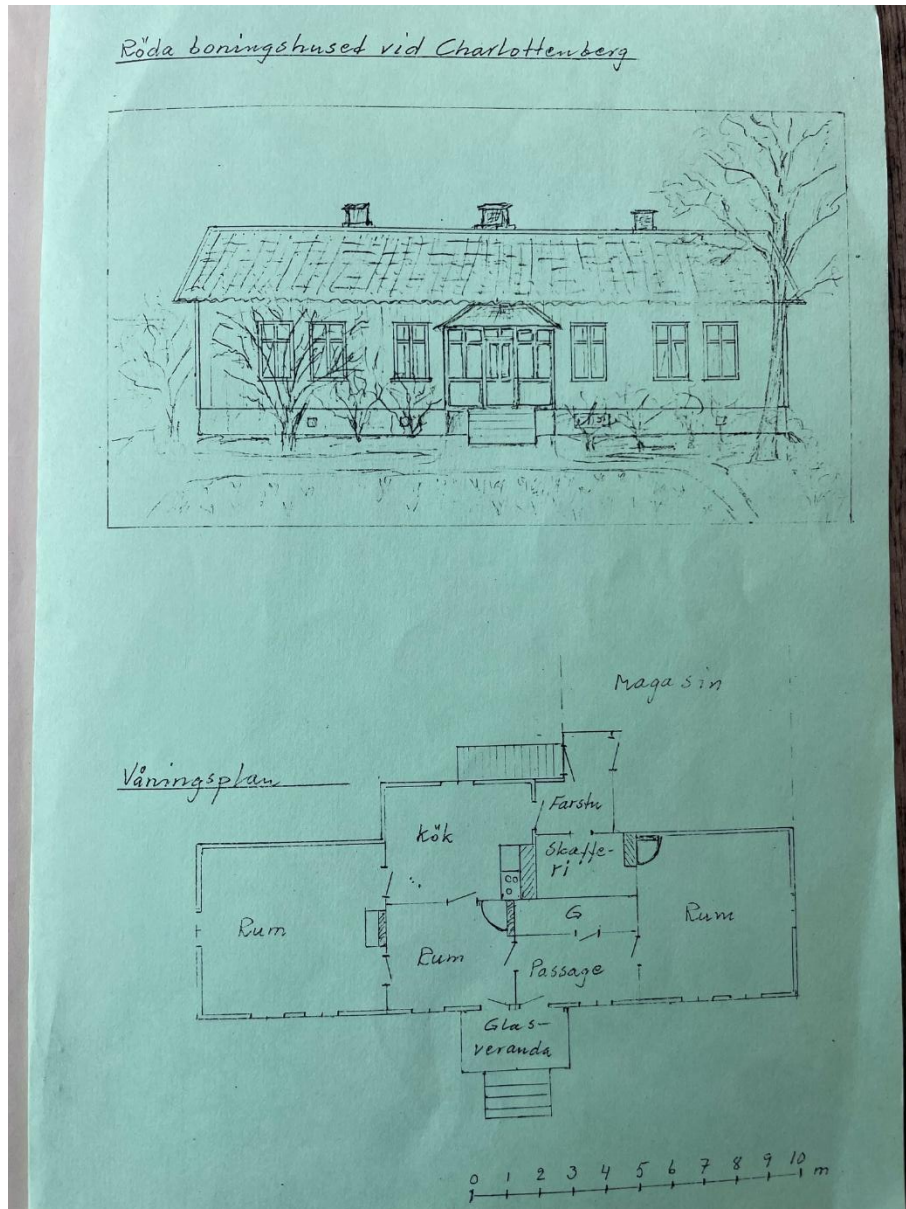 Röda boningshuset vid Charlottenberg
Magasin
Våningsplan
Farstu
Kök
Skaffe-
ri
G
Rum
Rum
Rum
Passage
Glas-
veranda
0 1 2 3 4 5 6 7 8 9 10 m